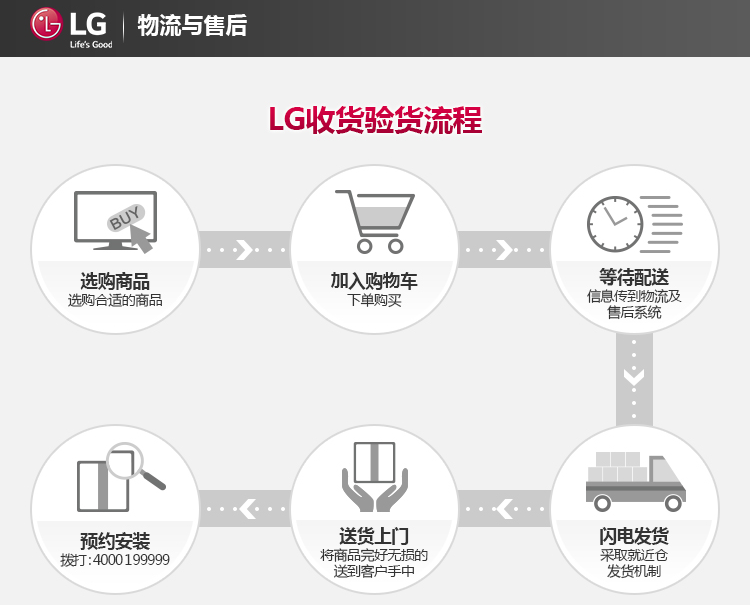 LG
Life's Good
物流与售后
LG收货验货流程
BUY
选购商品
选购合适的商品
加入购物车
下单购买
等待配送
信息传到物流及
售后系统
预约安装
拨打:4000199999
送货上门
将商品完好无损的
送到客户手中
闪电发货
采取就近仓
发货机制